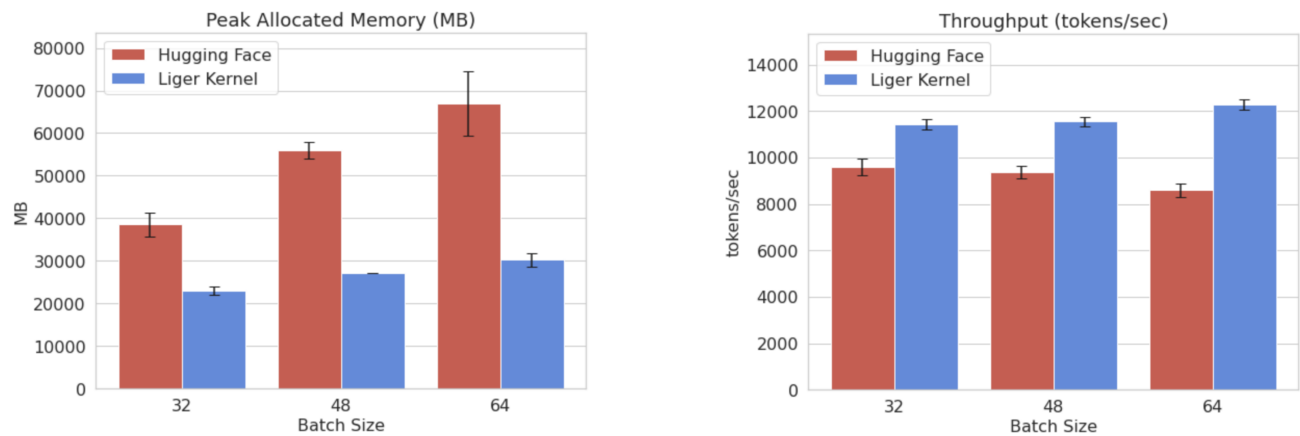 Peak Allocated Memory (MB)
Hugging Face
Liger Kernel
80000
70000
60000
50000
40000
30000
20000
10000
0
MB
32
48
64
Batch Size
Throughput (tokens/sec)
Hugging Face
Liger Kernel
14000
12000
10000
8000
6000
4000
2000
0
tokens/sec
32
48
64
Batch Size